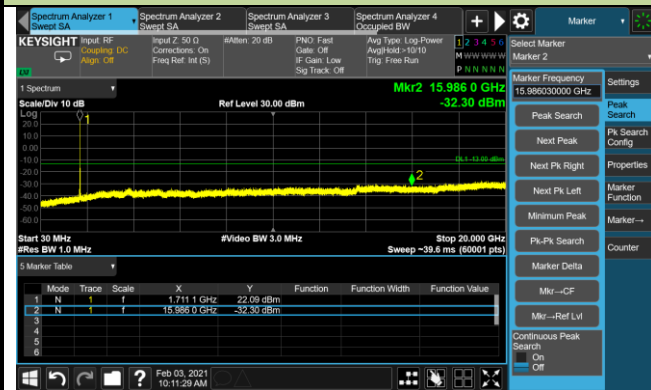 Spectrum Analyzer 1
Swept SA
Spectrum Analyzer 2
Swept SA
Spectrum Analyzer 3
Swept SA
Spectrum Analyzer 4
Occupied BW
Marker
KEYSIGHT
Input: RF
Coupling: DC
Align: Off
Input Z: 50 Ω
Corrections: On
Freq Ref: Int (S)
#Atten: 20 dB
PNO: Fast
Gate: Off
IF Gain: Low
Sig Track: Off
Avg Type: Log-Power
Avg|Hold:>10/10
Trig: Free Run
1 2 3 4 5 6
M W W W W W
P N N N N N
LXI
Select Marker
Marker 2
1 Spectrum
Mkr2 15.986 0 GHz
-32.30 dBm
Scale/Div 10 dB
Ref Level 30.00 dBm
Log
20.0
10.0
0.00
-10.0
-20.0
-30.0
-40.0
-50.0
-60.0
1
DL1 -13.00 dBm
2
Start 30 MHz
#Video BW 3.0 MHz
Stop 20.000 GHz
#Res BW 1.0 MHz
Sweep ~39.6 ms (60001 pts)
5 Marker Table
Mode Trace Scale X Y Function Function Width Function Value
1 N 1 f 1.711 1 GHz 22.09 dBm
2 N 1 f 15.986 0 GHz -32.30 dBm
3
4
5
6
Marker Frequency
15.986030000 GHz
Peak Search
Next Peak
Next Pk Right
Next Pk Left
Minimum Peak
Pk-Pk Search
Marker Delta
Mkr→CF
Mkr→Ref Lvl
Continuous Peak
Search
On
Off
Settings
Peak
Search
Pk Search
Config
Properties
Marker
Function
Marker→
Counter
?
Feb 03, 2021
10:11:29 AM